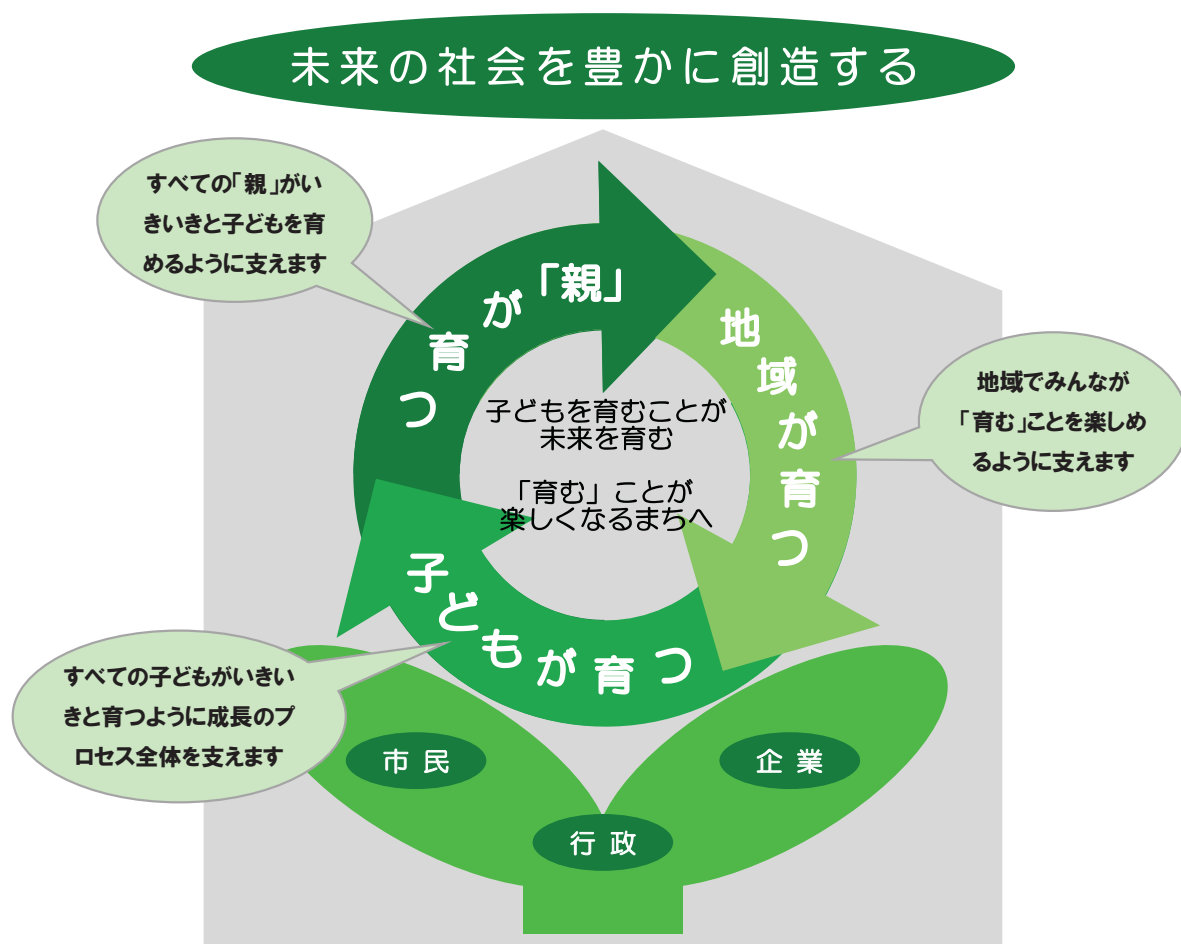 未来の社会を豊かに創造する
すべての「親」がい
きいきと子どもを育
めるように支えます
「親」が育つ
地域が育つ
地域でみんなが
「育む」ことを楽しめ
るように支えます
子どもを育むことが
未来を育む
「育む」ことが
楽しくなるまちへ
子どもが育つ
すべての子どもがいきい
きと育つように成長のプ
ロセス全体を支えます
市民
企業
行政